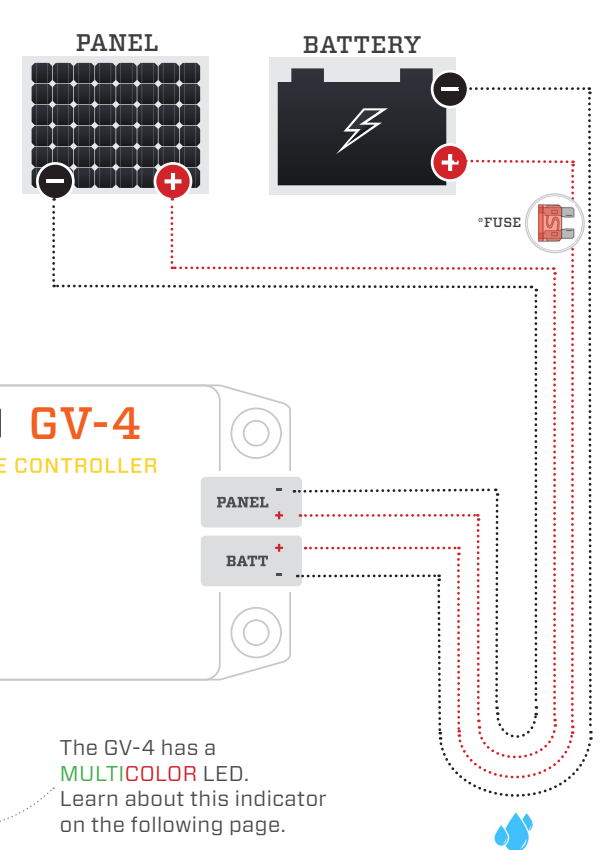 PANEL
BATTERY
*FUSE
GV-4
CONTROLLER
PANEL - +
BATT + -
The GV-4 has a
MULTICOLOR LED.
Learn about this indicator
on the following page.